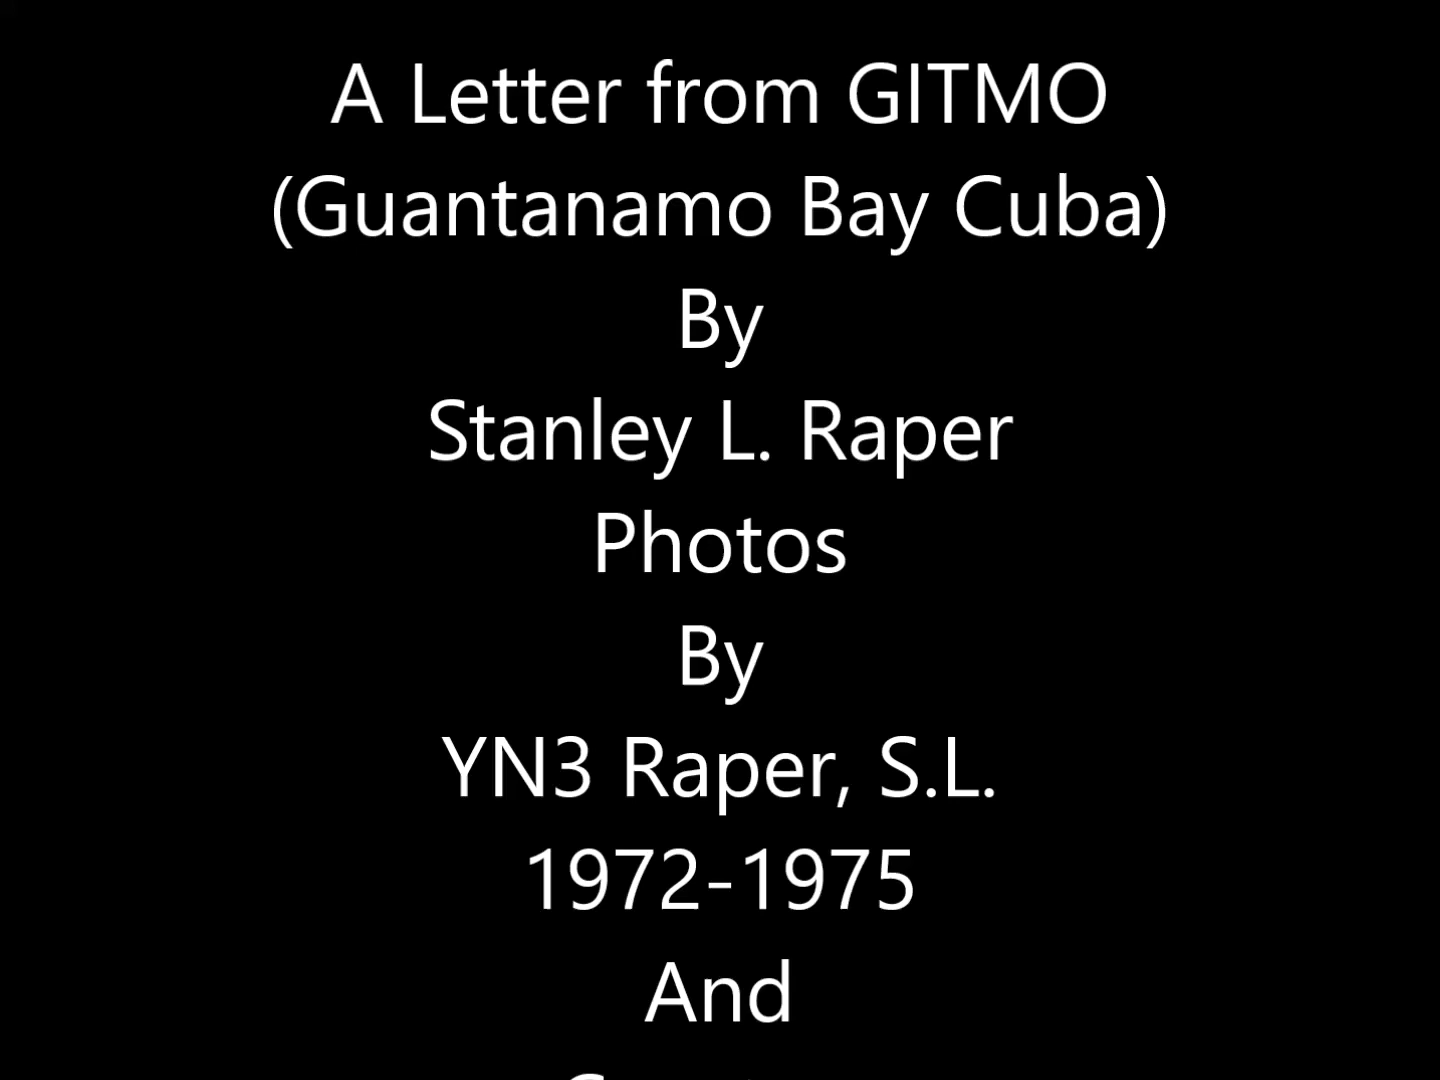 A Letter from GITMO
(Guantanamo Bay Cuba)
By
Stanley L. Raper
Photos
By
YN3 Raper, S.L.
1972-1975
And